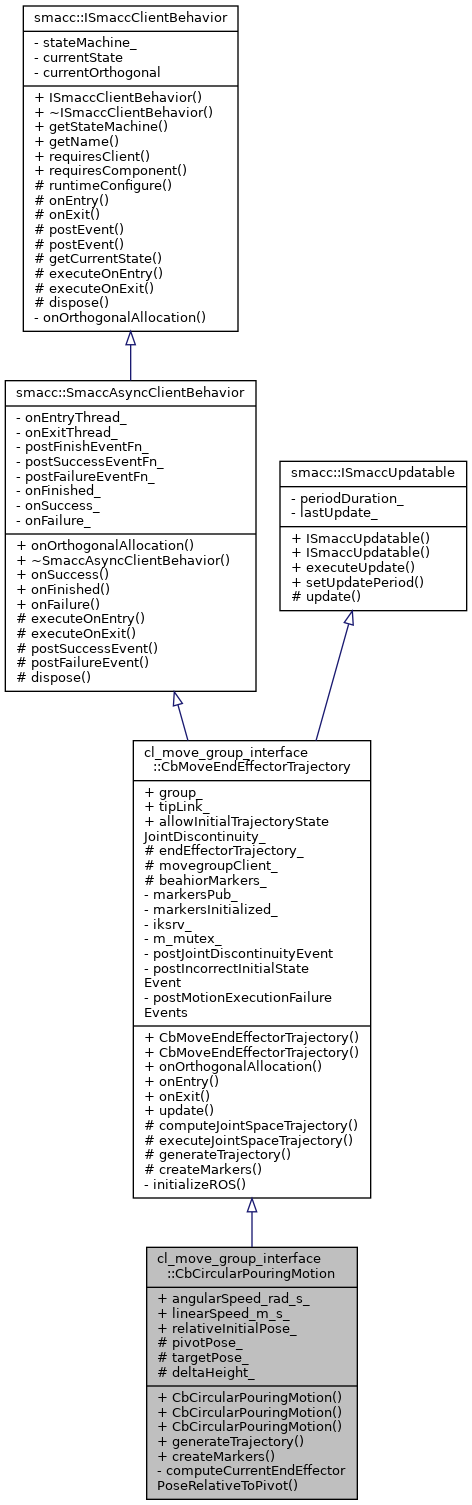 smacc::ISmaccClientBehavior
- stateMachine_
- currentState
- currentOrthogonal
+ ISmaccClientBehavior()
+ ~ISmaccClientBehavior()
+ getStateMachine()
+ getName()
+ requiresClient()
+ requiresComponent()
# runtimeConfigure()
# onEntry()
# onExit()
# postEvent()
# postEvent()
# getCurrentState()
# executeOnEntry()
# executeOnExit()
# dispose()
- onOrthogonalAllocation()
smacc::SmaccAsyncClientBehavior
- onEntryThread_
- onExitThread_
- postFinishEventFn_
- postSuccessEventFn_
- postFailureEventFn_
- onFinished_
- onSuccess_
- onFailure_
+ onOrthogonalAllocation()
+ ~SmaccAsyncClientBehavior()
+ onSuccess()
+ onFinished()
+ onFailure()
# executeOnEntry()
# executeOnExit()
# postSuccessEvent()
# postFailureEvent()
# dispose()
smacc::ISmaccUpdatable
- periodDuration_
- lastUpdate_
+ ISmaccUpdatable()
+ ISmaccUpdatable()
+ executeUpdate()
+ setUpdatePeriod()
# update()
cl_move_group_interface
::CbMoveEndEffectorTrajectory
+ group_
+ tipLink_
+ allowInitialTrajectoryState
JointDiscontinuity_
# endEffectorTrajectory_
# movegroupClient_
# beahiorMarkers_
- markersPub_
- markersInitialized_
- iksrv_
- m_mutex_
- postJointDiscontinuityEvent
- postIncorrectInitialState
Event
- postMotionExecutionFailure
Events
+ CbMoveEndEffectorTrajectory()
+ CbMoveEndEffectorTrajectory()
+ onOrthogonalAllocation()
+ onEntry()
+ onExit()
+ update()
# computeJointSpaceTrajectory()
# executeJointSpaceTrajectory()
# generateTrajectory()
# createMarkers()
- initializeROS()
cl_move_group_interface
::CbCircularPouringMotion
+ angularSpeed_rad_s_
+ linearSpeed_m_s_
+ relativeInitialPose_
# pivotPose_
# targetPose_
# deltaHeight_
+ CbCircularPouringMotion()
+ CbCircularPouringMotion()
+ CbCircularPouringMotion()
+ generateTrajectory()
+ createMarkers()
- computeCurrentEndEffector
PoseRelativeToPivot()